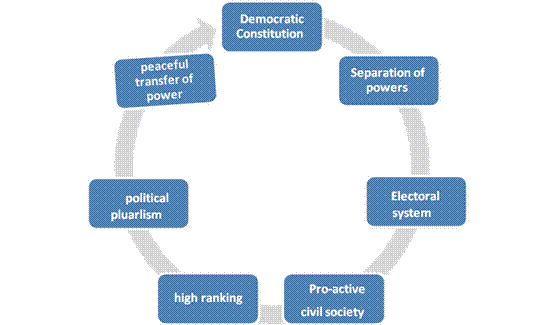 Democratic
Constitution
Separation of
powers
Electoral
system
Pro-active
civil society
high ranking
political
pluarlism
peaceful
transfer of
power